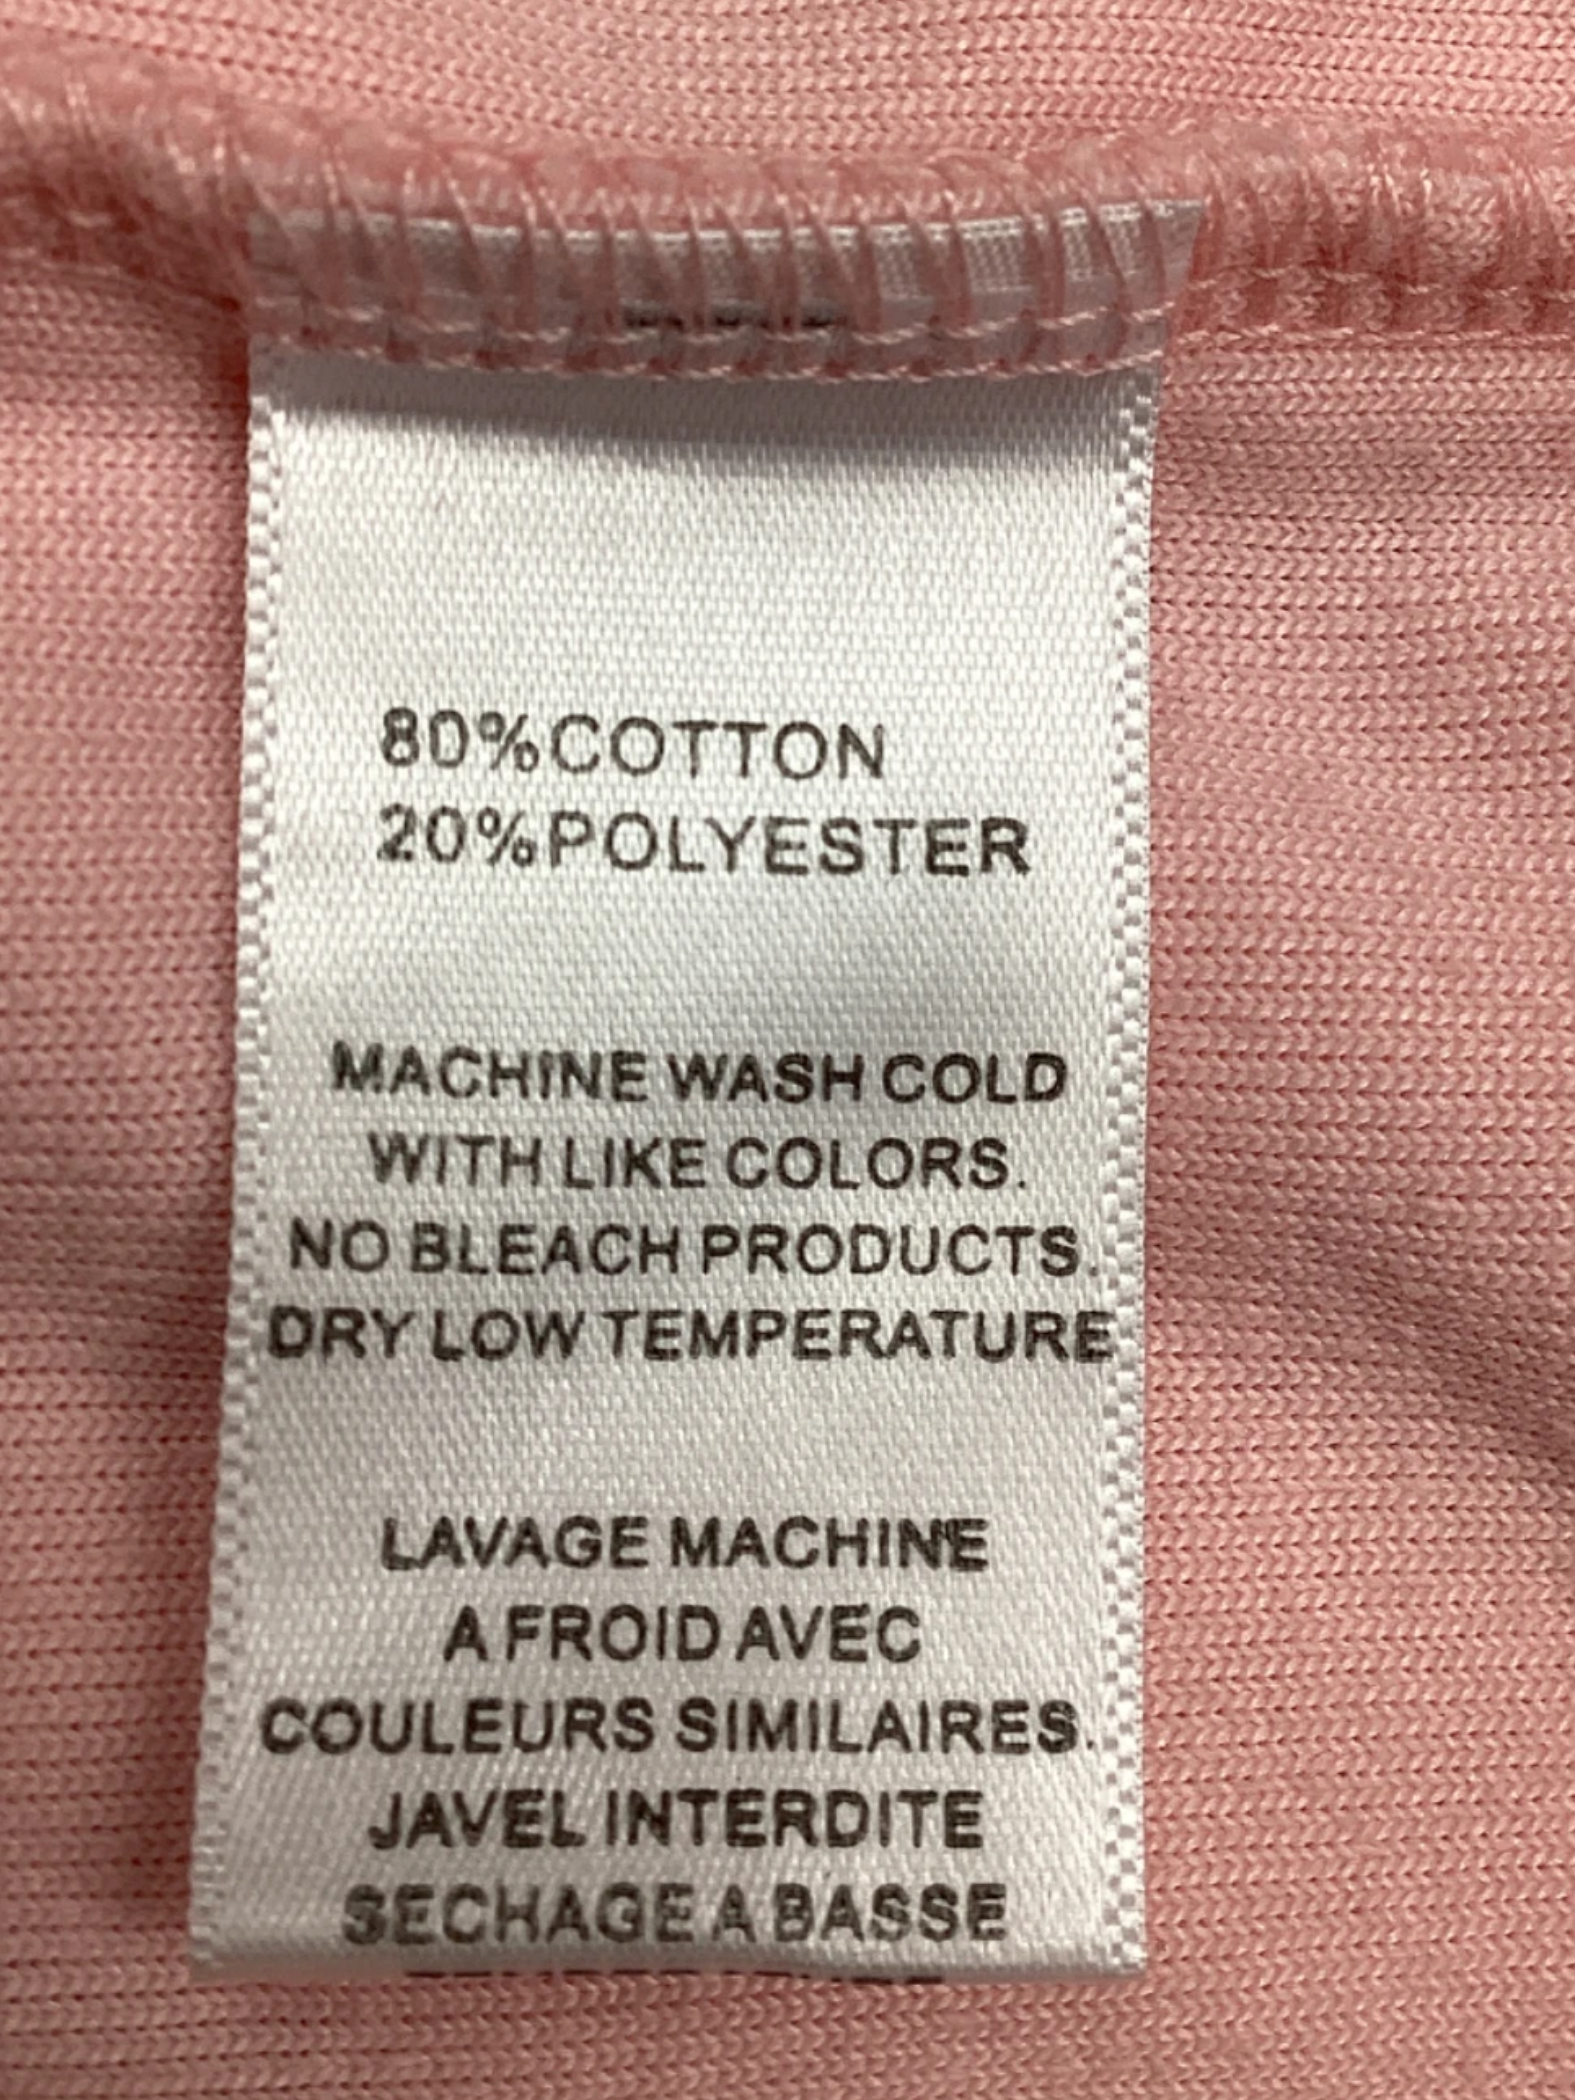 80%COTTON
20%POLYESTER
MACHINE WASH COLD
WITH LIKE COLORS.
NO BLEACH PRODUCTS.
DRY LOW TEMPERATURE
LAVAGE MACHINE
A FROID AVEC
COULEURS SIMILAIRES.
JAVEL INTERDITE
SECHAGE A BASSE